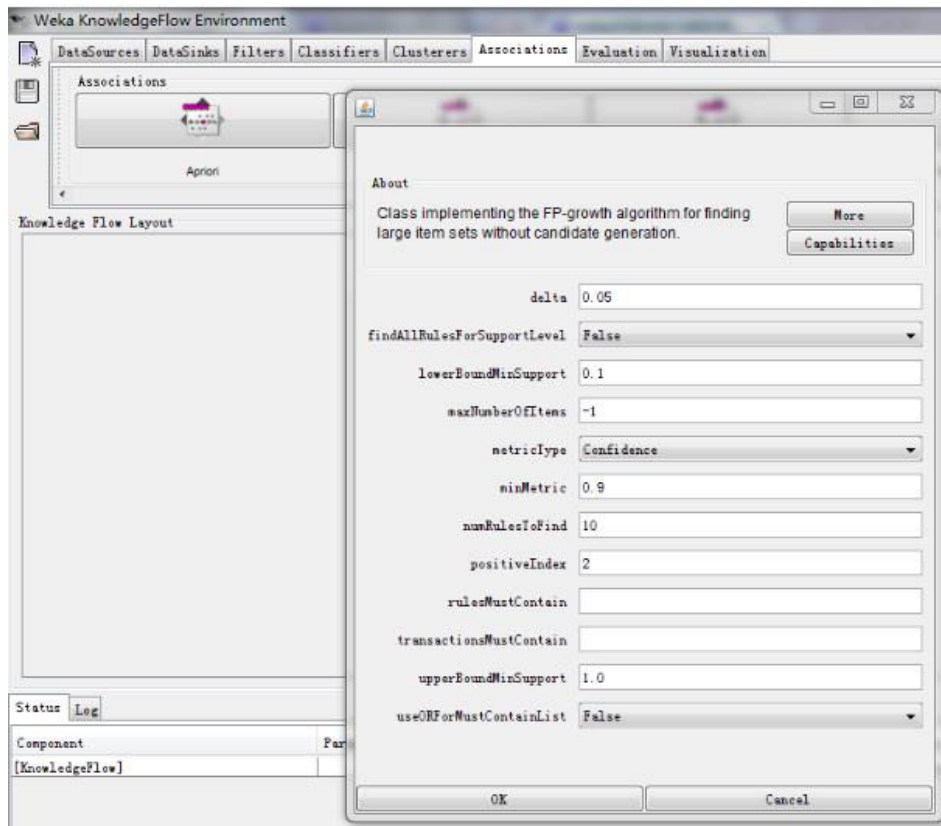 Weka KnowledgeFlow Environment
DataSources DataSinks Filters Classifiers Clusterers Associations Evaluation Visualization
Associations
Apriori
Knowledge Flow Layout
About
Class implementing the FP-growth algorithm for finding
large item sets without candidate generation.
More
Capabilities
delta 0.05
findAllRulesForSupportLevel False
lowerBoundMinSupport 0.1
maxNumberOfItems -1
metricType Confidence
minMetric 0.9
numRulesToFind 10
positiveIndex 2
rulesMustContain
transactionsMustContain
upperBoundMinSupport 1.0
useORForMustContainList False
OK Cancel
Status Log
Component Par
[KnowledgeFlow]